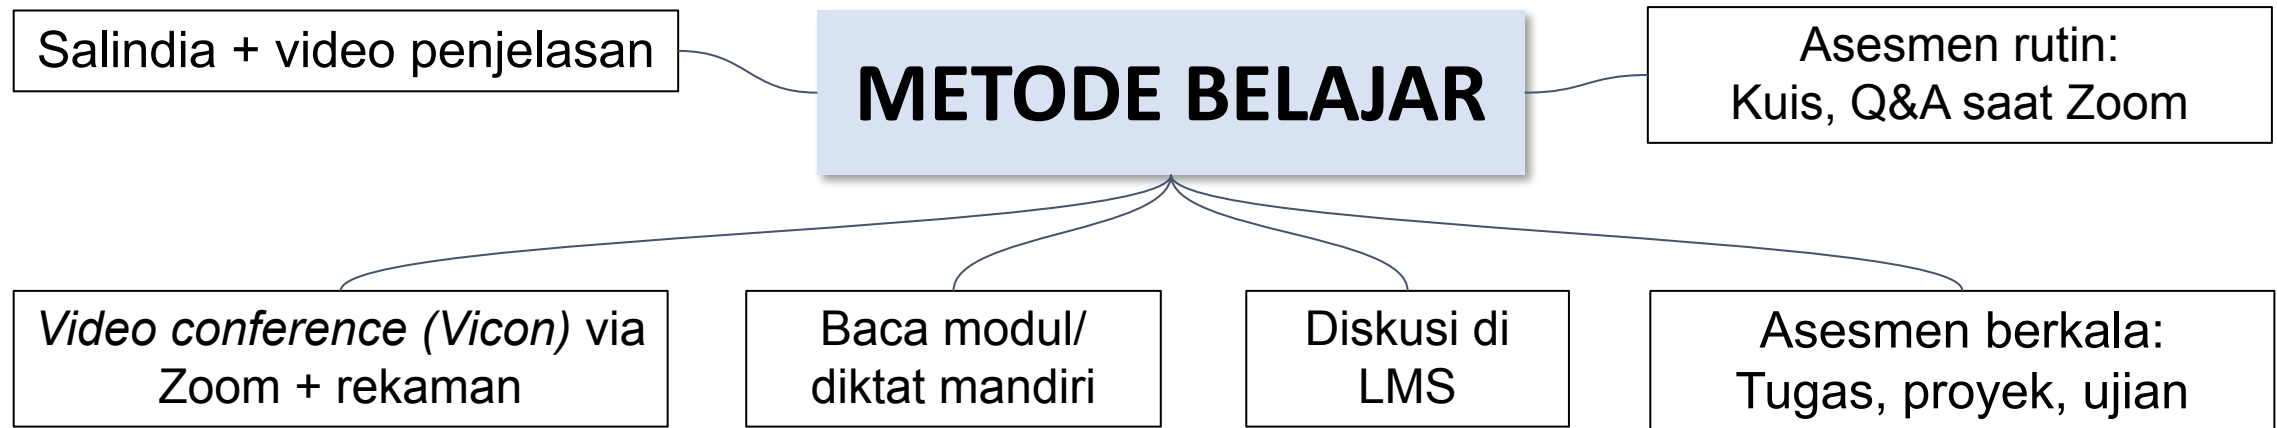 Salindia + video penjelasan
METODE BELAJAR
Asesmen rutin:
Kuis, Q&A saat Zoom
Video conference (Vicon) via
Zoom + rekaman
Baca modul/
diktat mandiri
Diskusi di
LMS
Asesmen berkala:
Tugas, proyek, ujian